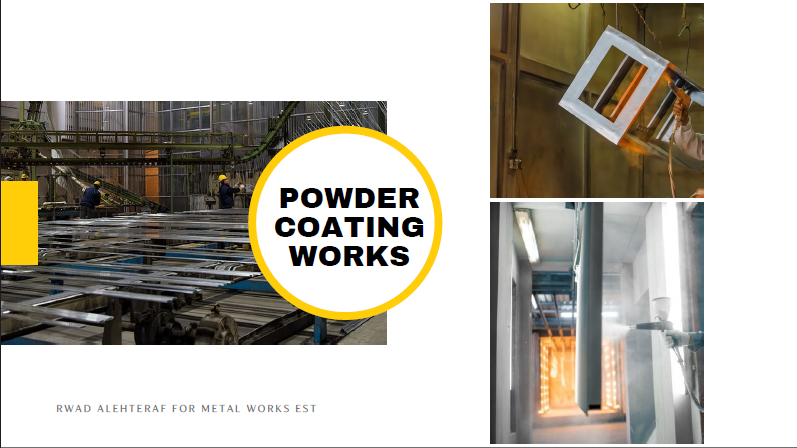 POWDER
COATING
WORKS
RWAD ALEHTERAF FOR METAL WORKS EST